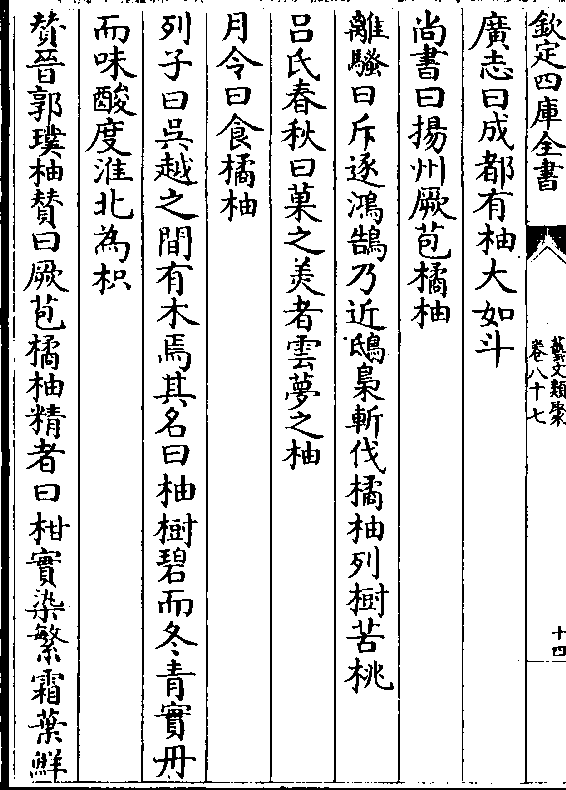 欽定四庫全書
藝文類聚
卷八十七
十四
廣志曰成都有柚大如斗
尚書曰揚州厥苞橘柚
離騷曰斥逐鴻鵠乃近鴟梟斬伐橘柚列樹苦桃
呂氏春秋曰菓之美者雲夢之柚
月令曰食橘柚
列子曰吳越之間有木焉其名曰柚樹碧而冬青實丹
而味酸度淮北為枳
贊晉郭璞柚贊曰厥苞橘柚精者曰柑實染繁霜葉鮮